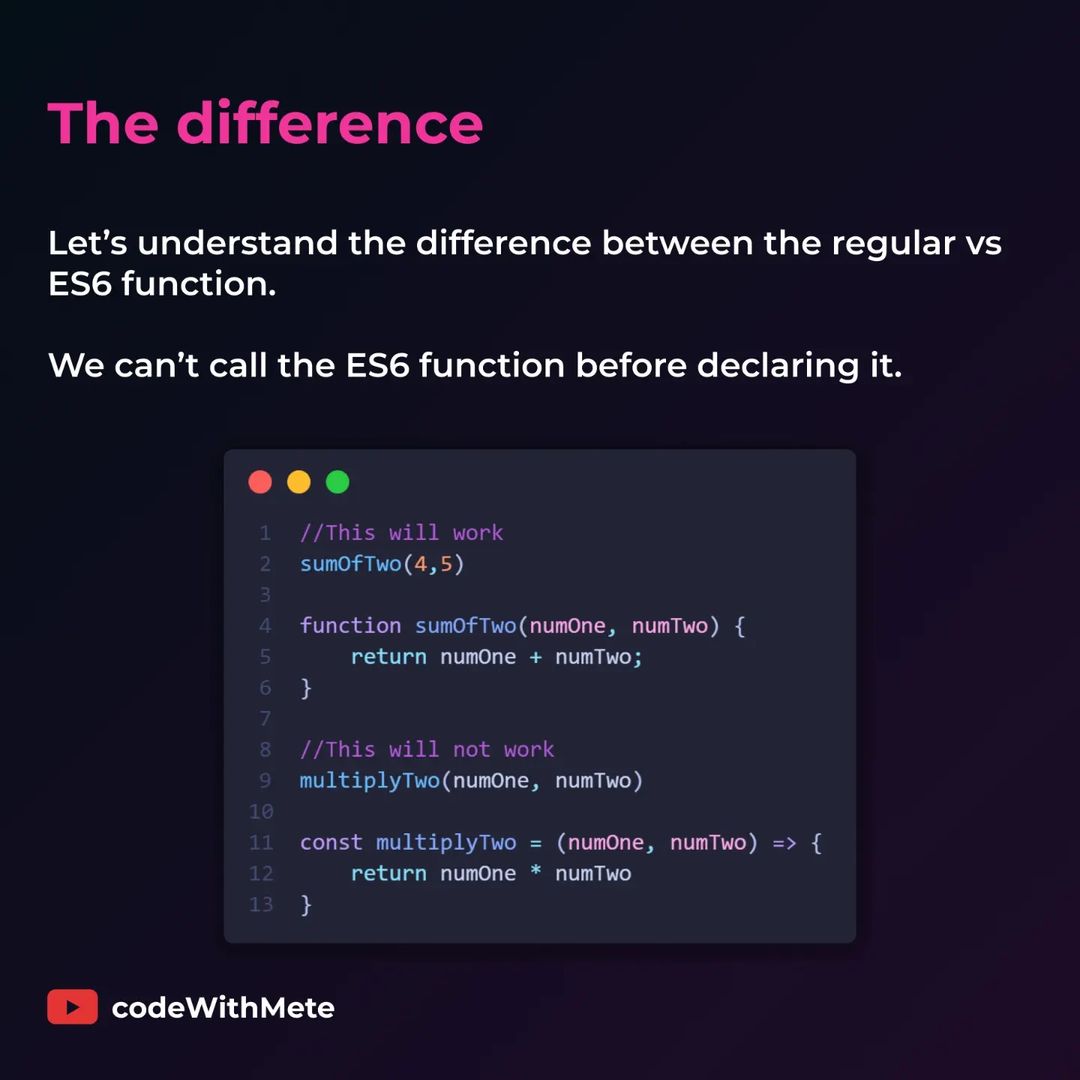 The difference
Let’s understand the difference between the regular vs
ES6 function.
We can’t call the ES6 function before declaring it.
1 //This will work
2 sumOfTwo(4,5)
3
4 function sumOfTwo(numOne, numTwo) {
5     return numOne + numTwo;
6 }
7
8 //This will not work
9 multiplyTwo(numOne, numTwo)
10
11 const multiplyTwo = (numOne, numTwo) => {
12     return numOne * numTwo
13 }
codeWithMete